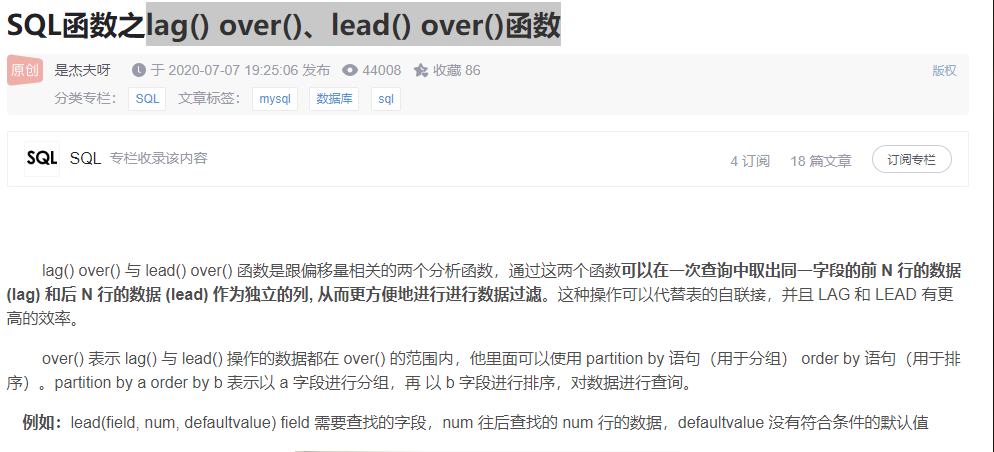 SQL函数之lag() over()、lead() over()函数
原创 是杰夫呀 于 2020-07-07 19:25:06 发布 44008 收藏 86 版权
分类专栏： SQL 文章标签： mysql 数据库 sql
SQL SQL 专栏收录该内容 4 订阅 18 篇文章 订阅专栏
lag() over() 与 lead() over() 函数是跟偏移量相关的两个分析函数，通过这两个函数可以在一次查询中取出同一字段的前 N 行的数据
(lag) 和后 N 行的数据 (lead) 作为独立的列, 从而更方便地进行进行数据过滤。这种操作可以代替表的自联接，并且 LAG 和 LEAD 有更
高的效率。
over() 表示 lag() 与 lead() 操作的数据都在 over() 的范围内，他里面可以使用 partition by 语句（用于分组） order by 语句（用于排
序）。partition by a order by b 表示以 a 字段进行分组，再 以 b 字段进行排序，对数据进行查询。
例如：lead(field, num, defaultvalue) field 需要查找的字段，num 往后查找的 num 行的数据，defaultvalue 没有符合条件的默认值